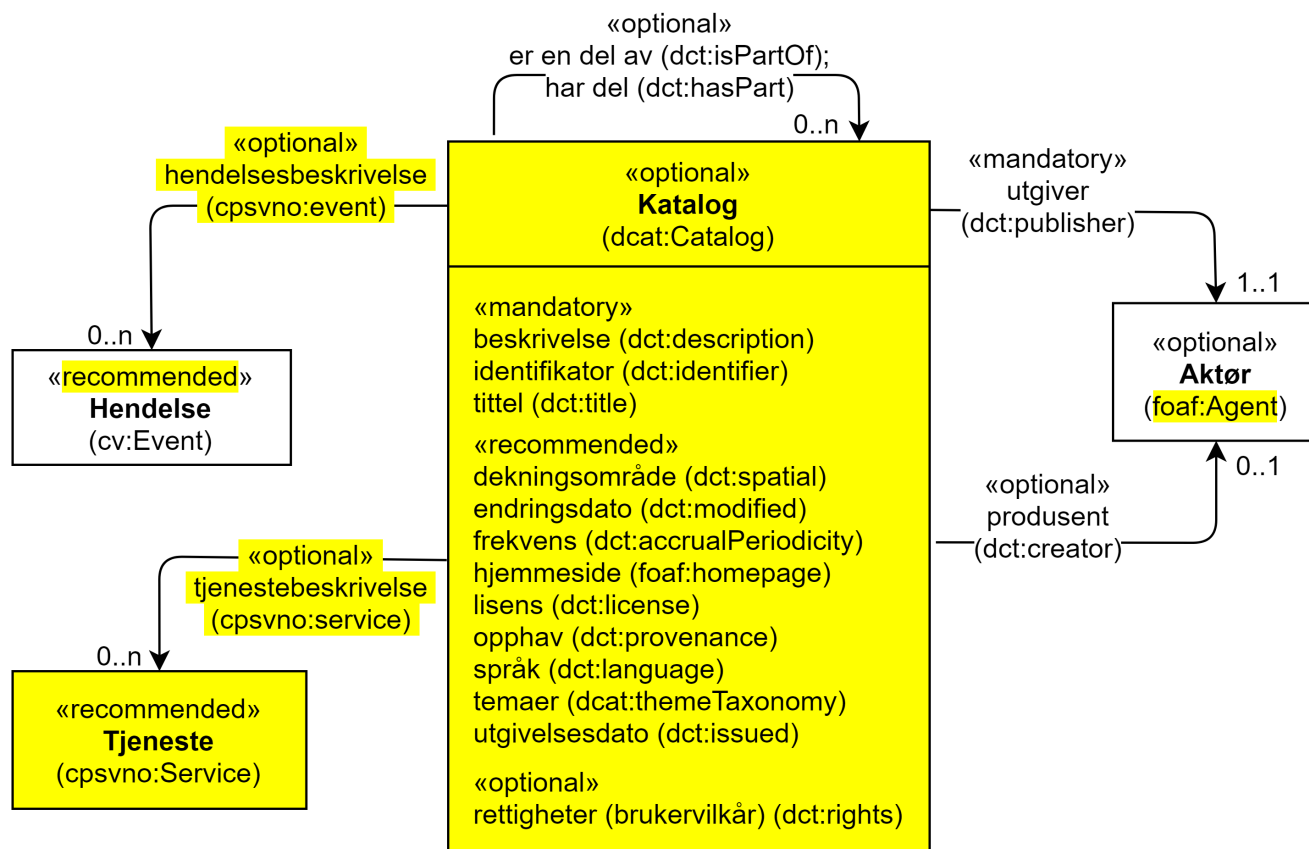 «optional»
er en del av (dct:isPartOf);
har del (dct:hasPart)
0..n
«optional»
hendelsesbeskrivelse
(cpsvno:event)
0..n
«recommended»
Hendelse
(cv:Event)
«optional»
tjenestebeskrivelse
(cpsvno:service)
0..n
«recommended»
Tjeneste
(cpsvno:Service)
«optional»
Katalog
(dcat:Catalog)
«mandatory»
beskrivelse (dct:description)
identifikator (dct:identifier)
tittel (dct:title)
«recommended»
dekningsområde (dct:spatial)
endringsdato (dct:modified)
frekvens (dct:accrualPeriodicity)
hjemmeside (foaf:homepage)
lisens (dct:license)
opphav (dct:provenance)
språk (dct:language)
temaer (dcat:themeTaxonomy)
utgivelsesdato (dct:issued)
«optional»
rettigheter (brukervilkår) (dct:rights)
«mandatory»
utgiver
(dct:publisher)
1..1
«optional»
Aktør
(foaf:Agent)
0..1
«optional»
produsent
(dct:creator)